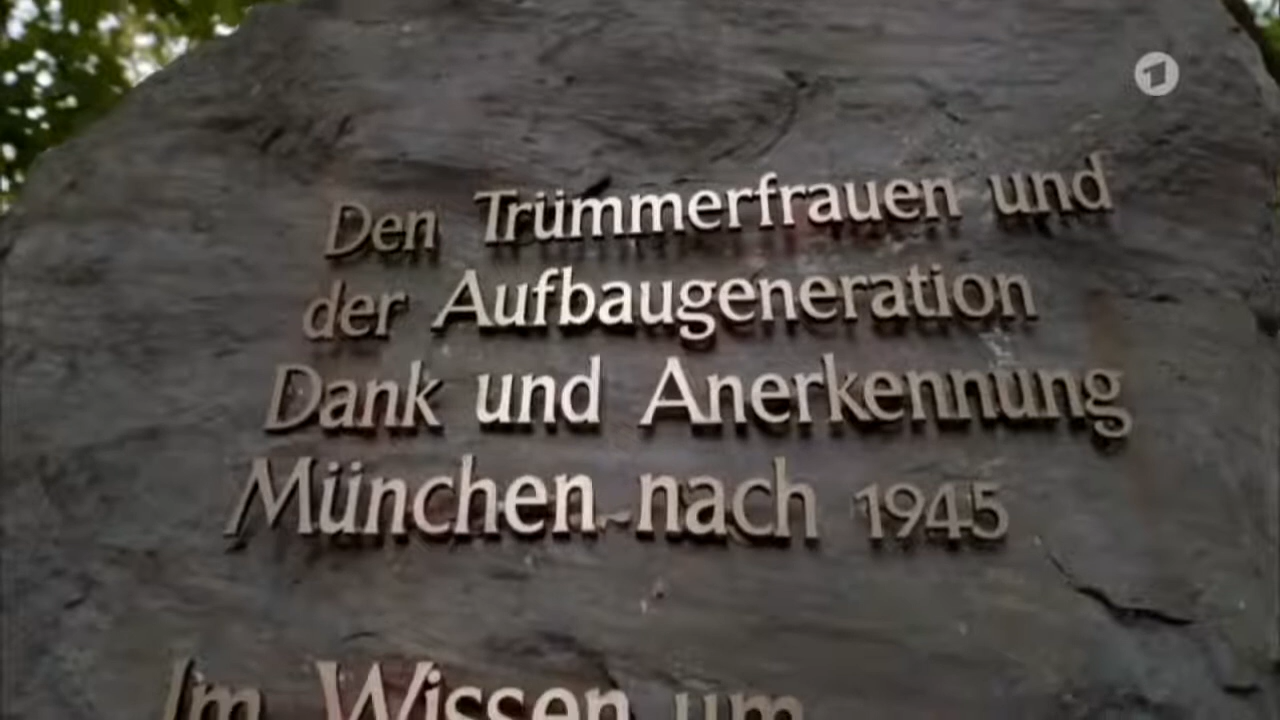 Den Trümmerfrauen und
der Aufbaugeneration
Dank und Anerkennung
München nach 1945
Im Wissen um